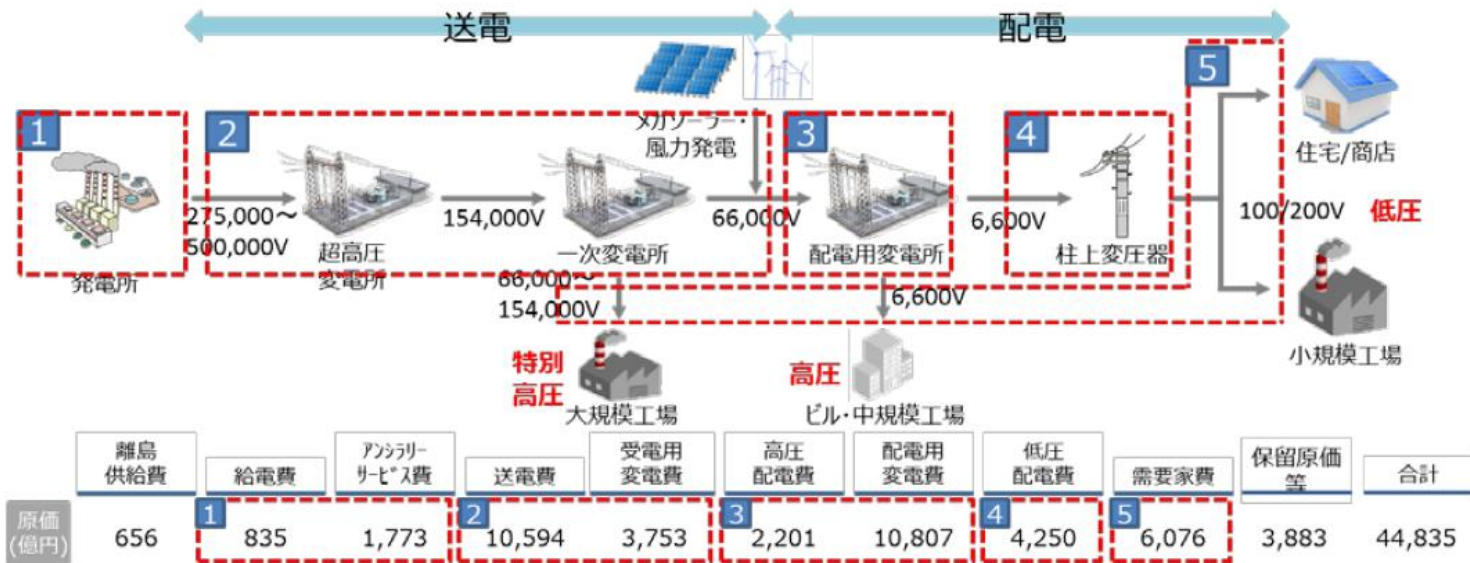 送電
配電
5
1
2
メガソーラー・
風力発電
3
4
住宅/商店
275,000～
500,000V
154,000V
66,000V
6,600V
100/200V
低圧
発電所
超高圧
変電所
一次変電所
配電用変電所
柱上変圧器
66,000～
154,000V
6,600V
小規模工場
特別
高圧
大規模工場
高圧
ビル・中規模工場
離島
供給費
給電費
アンシラリー
サービス費
送電費
受電用
変電費
高圧
配電費
配電用
変電費
低圧
配電費
需要家費
保留原価
等
合計
原価
(億円)
656
1
835
1,773
2
10,594
3,753
3
2,201
10,807
4
4,250
5
6,076
3,883
44,835